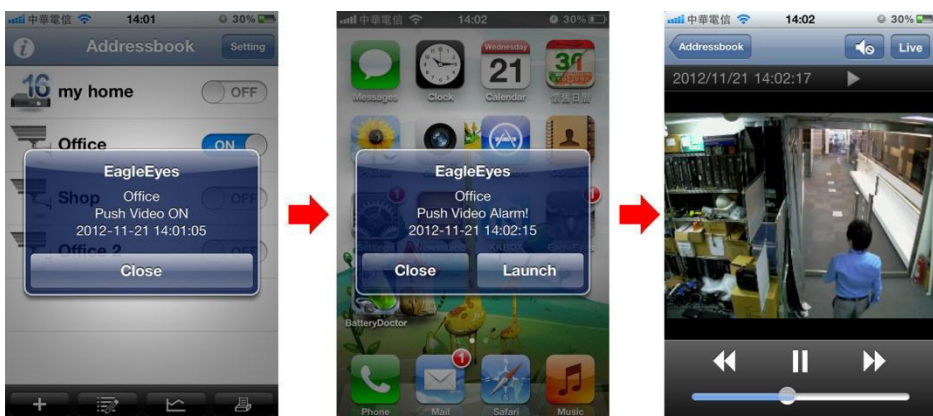 中華電信 14:01 30%
Addressbook Setting
16 my home OFF
Office ON
Shop OFF
Office 2 OFF
EagleEyes
Office
Push Video ON
2012-11-21 14:01:05
Close
中華電信 14:02 30%
Messages Clock Calendar
Wednesday
21
EagleEyes
Office
Push Video Alarm!
2012-11-21 14:02:15
Close Launch
1
BatteryDoctor
1
Phone Mail Safari Music
中華電信 14:02 30%
Addressbook Live
2012/11/21 14:02:17